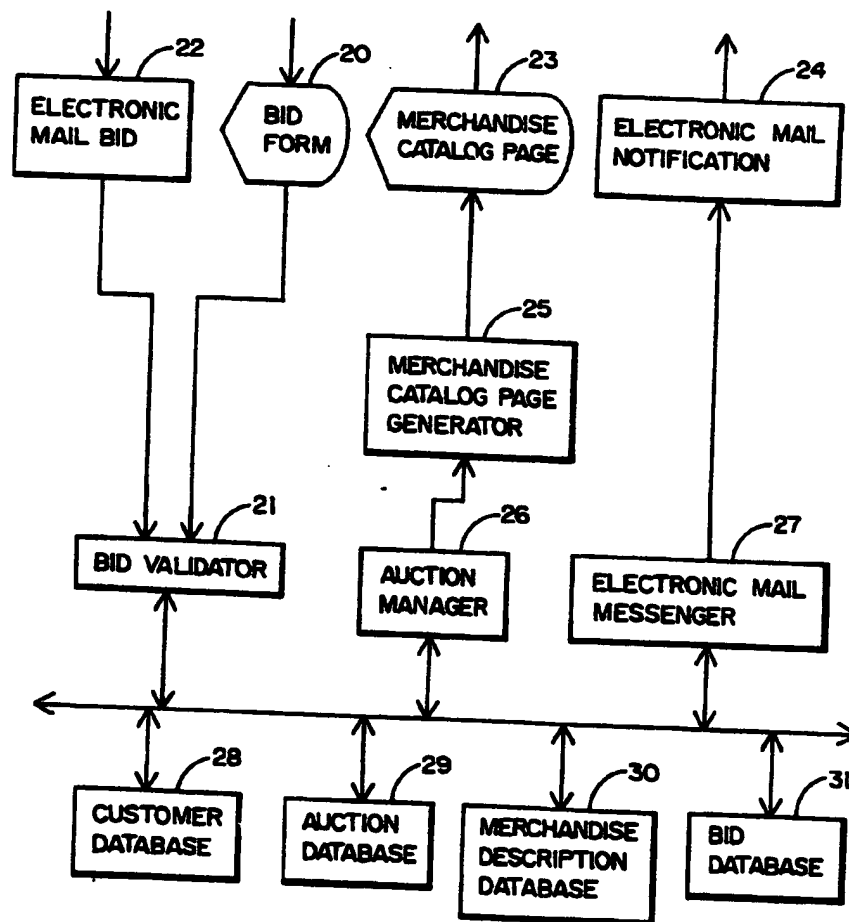 22
20
23
24
ELECTRONIC
MAIL BID
BID
FORM
MERCHANDISE
CATALOG PAGE
ELECTRONIC MAIL
NOTIFICATION
25
MERCHANDISE
CATALOG PAGE
GENERATOR
21
26
27
BID VALIDATOR
AUCTION
MANAGER
ELECTRONIC MAIL
MESSENGER
28
29
30
31
CUSTOMER
DATABASE
AUCTION
DATABASE
MERCHANDISE
DESCRIPTION
DATABASE
BID
DATABASE